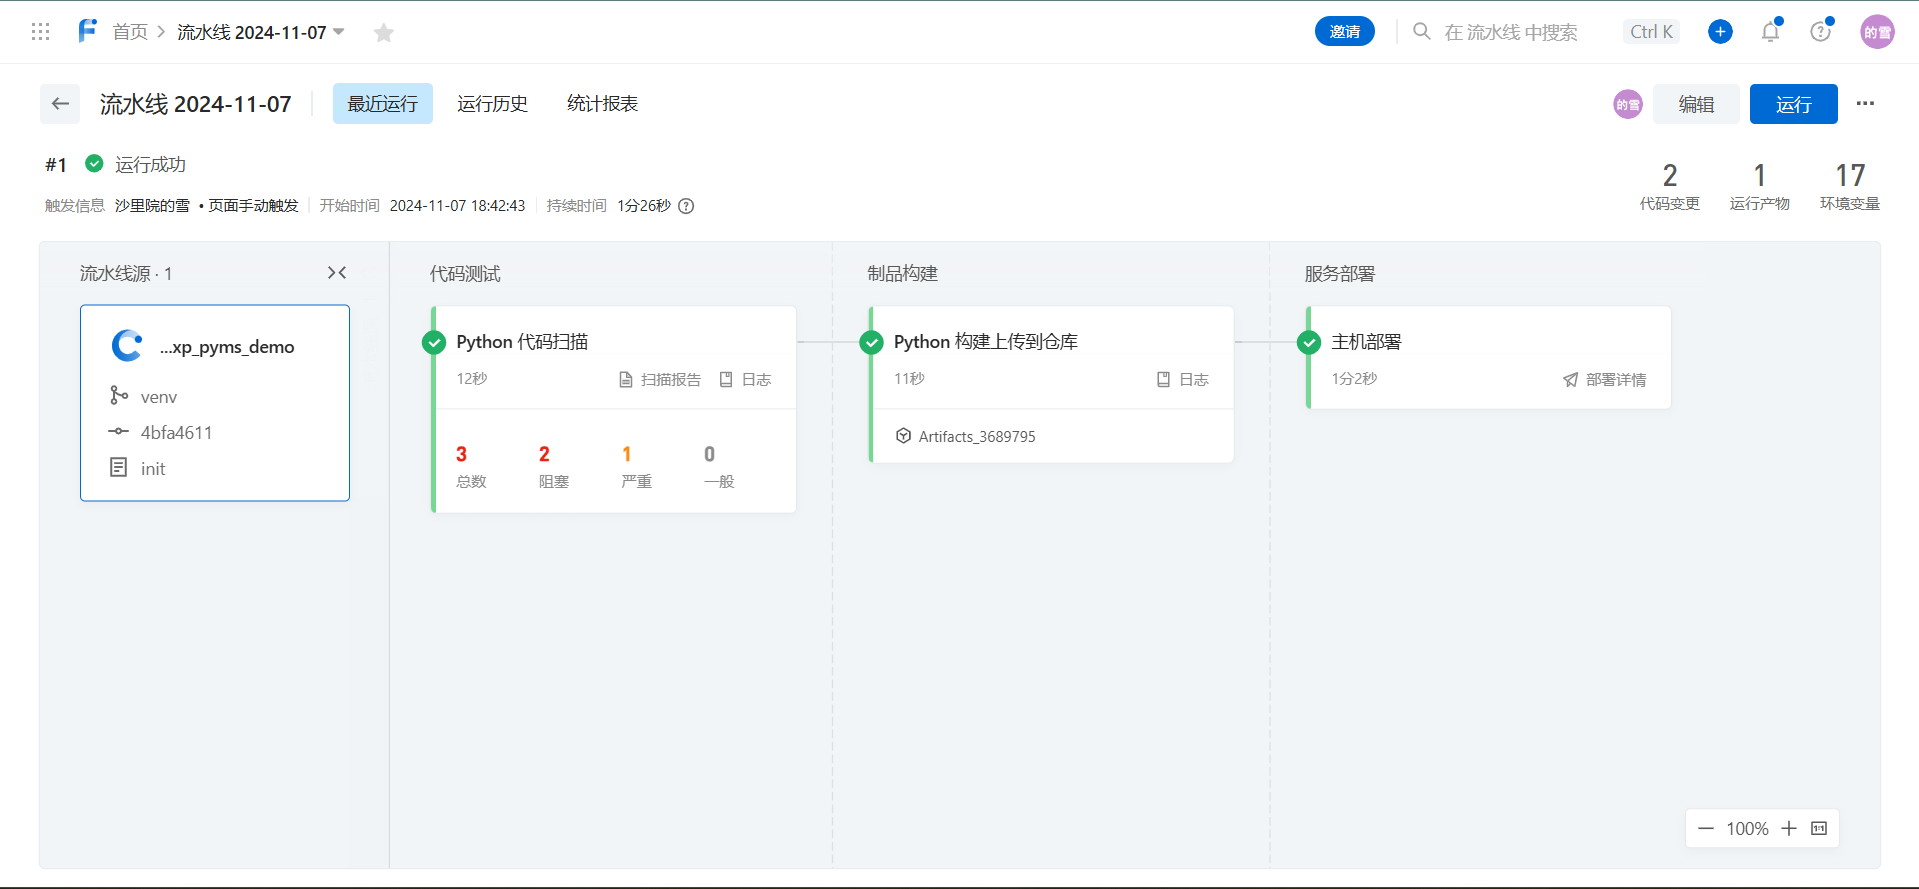 首页 > 流水线 2024-11-07
邀请
在 流水线 中搜索
Ctrl K
的雪
流水线 2024-11-07
最近运行
运行历史
统计报表
的雪
编辑
运行
#1 运行成功
触发信息 沙里院的雪 • 页面手动触发 开始时间 2024-11-07 18:42:43 持续时间 1分26秒
2
代码变更
1
运行产物
17
环境变量
流水线源 · 1
...xp_pyms_demo
venv
4bfa4611
init
代码测试
Python 代码扫描
12秒 扫描报告 日志
3 2 1 0
总数 阻塞 严重 一般
制品构建
Python 构建上传到仓库
11秒 日志
Artifacts_3689795
服务部署
主机部署
1分2秒 部署详情
100%